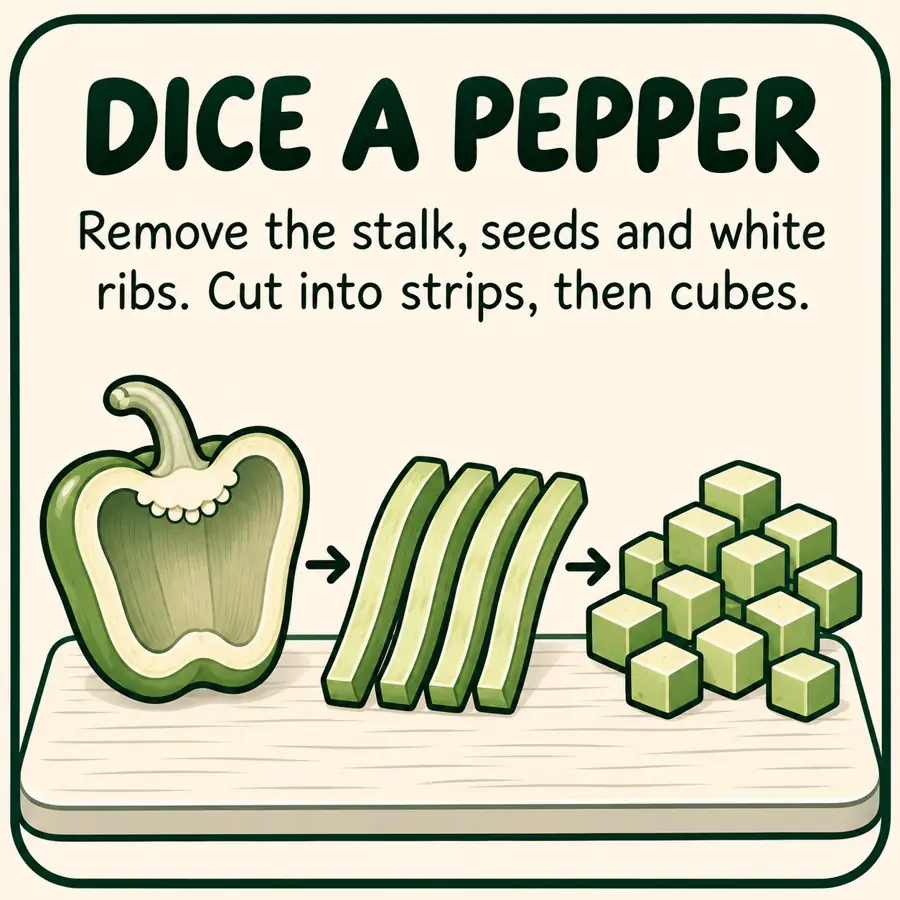 DICE A PEPPER
Remove the stalk, seeds and white
ribs. Cut into strips, then cubes.